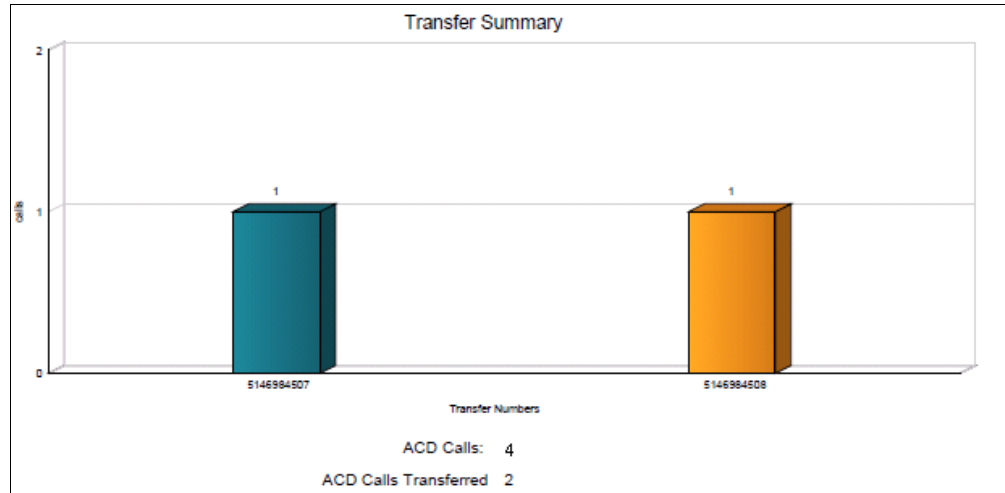 Transfer Summary
2
1
1
calls
1
0
5146984507
5146984508
Transfer Numbers
ACD Calls: 4
ACD Calls Transferred 2